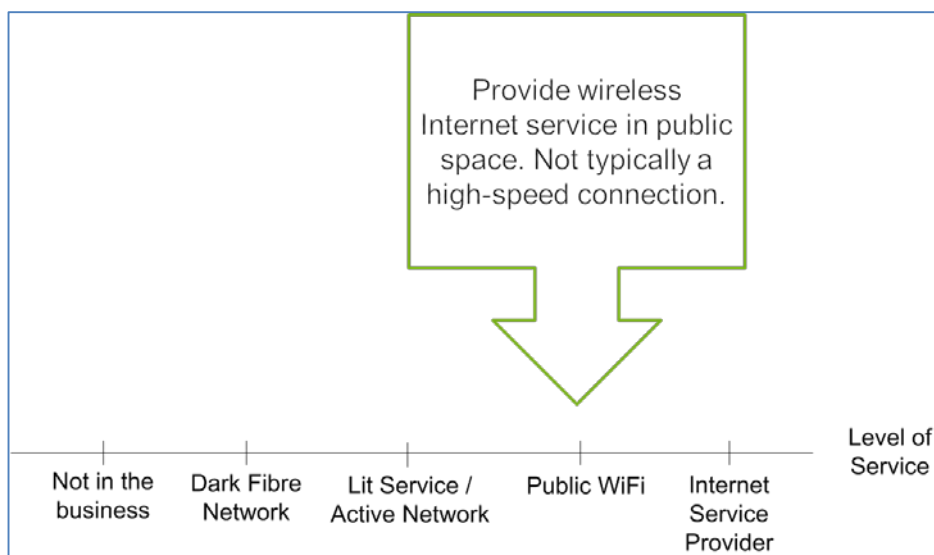 Provide wireless
Internet service in public
space. Not typically a
high-speed connection.
Level of
Service
Not in the
business
Dark Fibre
Network
Lit Service /
Active Network
Public WiFi
Internet
Service
Provider